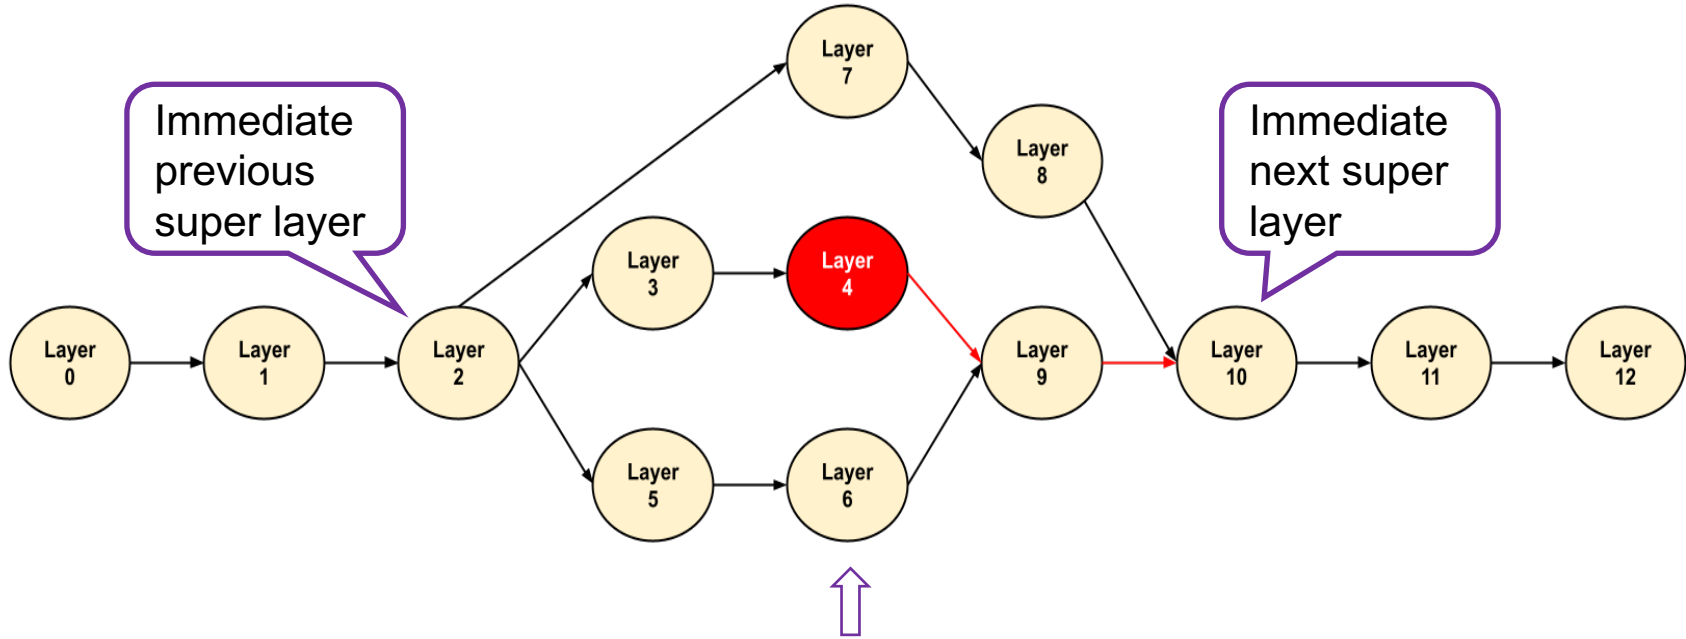 Layer
7
Immediate
previous
super layer
Immediate
next super
layer
Layer
8
Layer
3
Layer
4
Layer
0
Layer
1
Layer
2
Layer
9
Layer
10
Layer
11
Layer
12
Layer
5
Layer
6